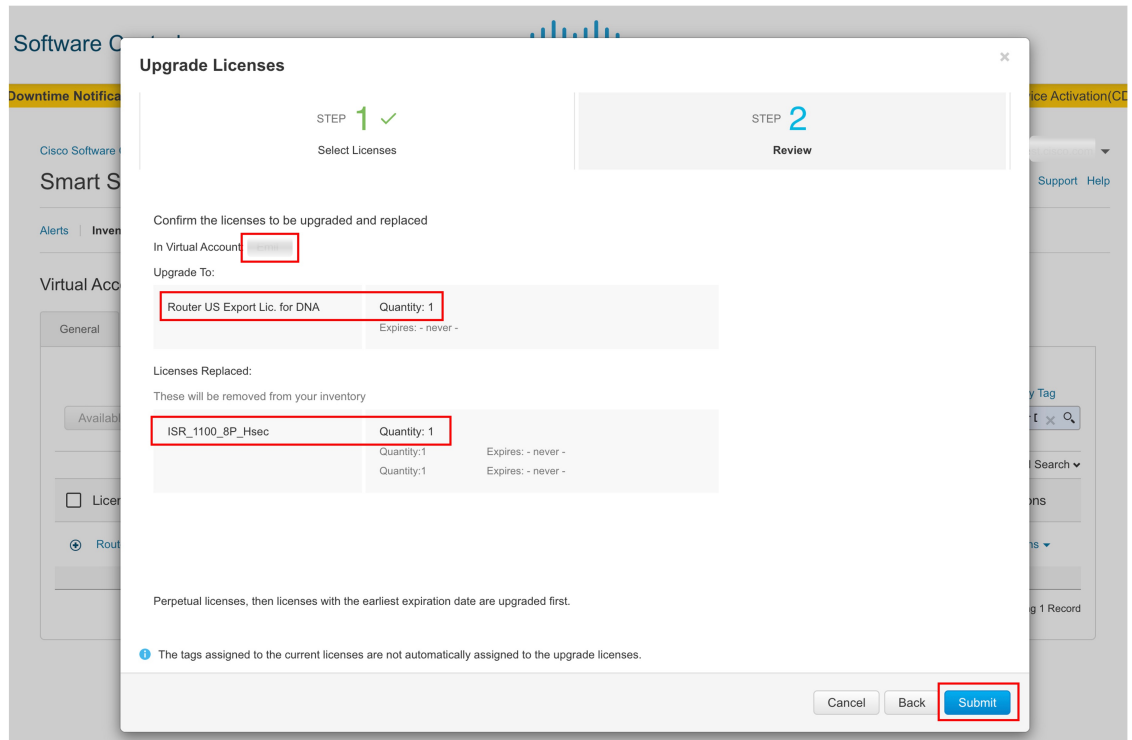 Software C
Downtime Notifica
vice Activation(CD
Cisco Software
Smart S
Support Help
Alerts Inven
Virtual Acc
General
y Tag
Availabl
l Search
Licen
ons
Rout
ns
ng 1 Record
Upgrade Licenses
STEP 1
Select Licenses
STEP 2
Review
Confirm the licenses to be upgraded and replaced
In Virtual Account:
Upgrade To:
Router US Export Lic. for DNA Quantity: 1
Expires: - never -
Licenses Replaced:
These will be removed from your inventory
ISR_1100_8P_Hsec Quantity: 1
Quantity:1 Expires: - never -
Quantity:1 Expires: - never -
Perpetual licenses, then licenses with the earliest expiration date are upgraded first.
The tags assigned to the current licenses are not automatically assigned to the upgrade licenses.
Cancel Back Submit